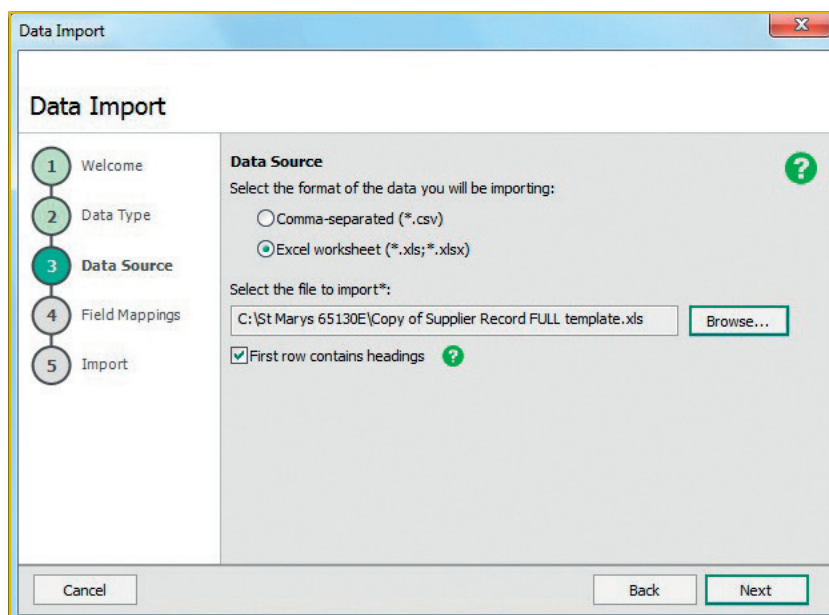 Data Import
X
Data Import
1 Welcome
2 Data Type
3 Data Source
4 Field Mappings
5 Import
Data Source
?
Select the format of the data you will be importing:
Comma-separated (*.csv)
Excel worksheet (*.xls;*.xlsx)
Select the file to import*:
C:\St Marys 65130E\Copy of Supplier Record FULL template.xls
Browse...
First row contains headings ?
Cancel
Back
Next